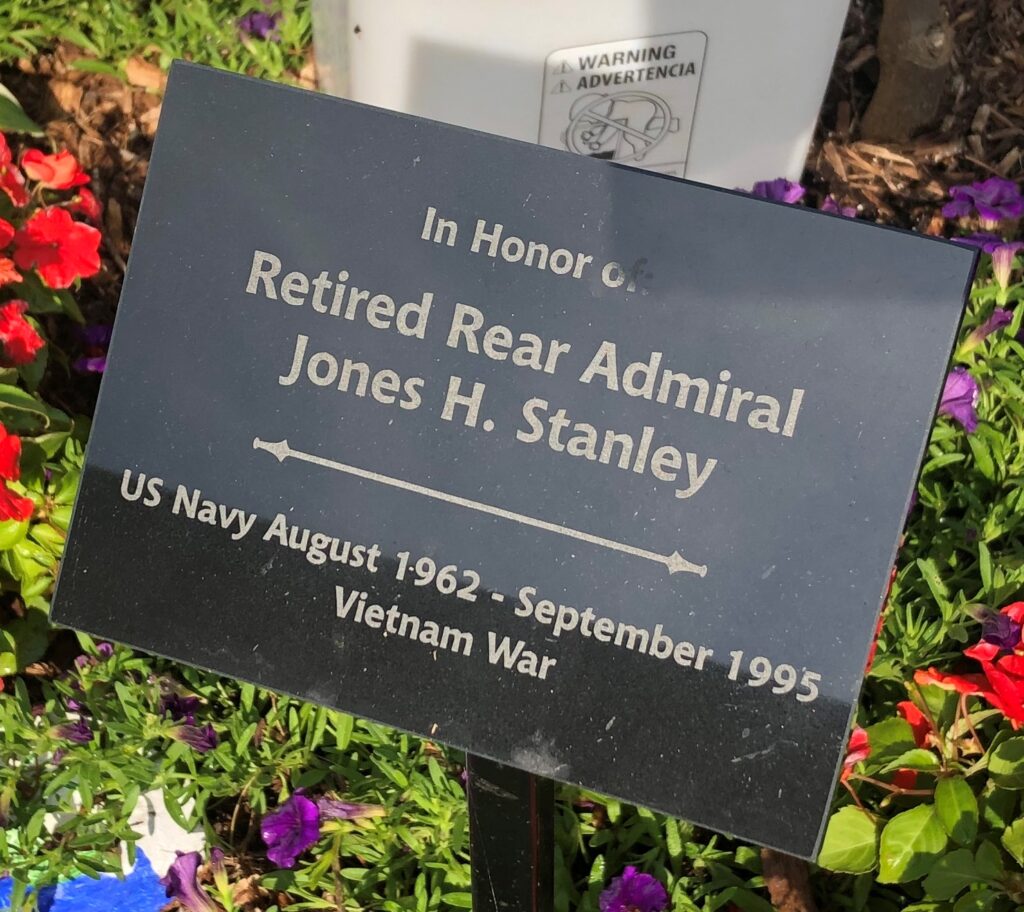 WARNING
ADVERTENCIA
In Honor of:
Retired Rear Admiral
Jones H. Stanley
US Navy August 1962 - September 1995
Vietnam War